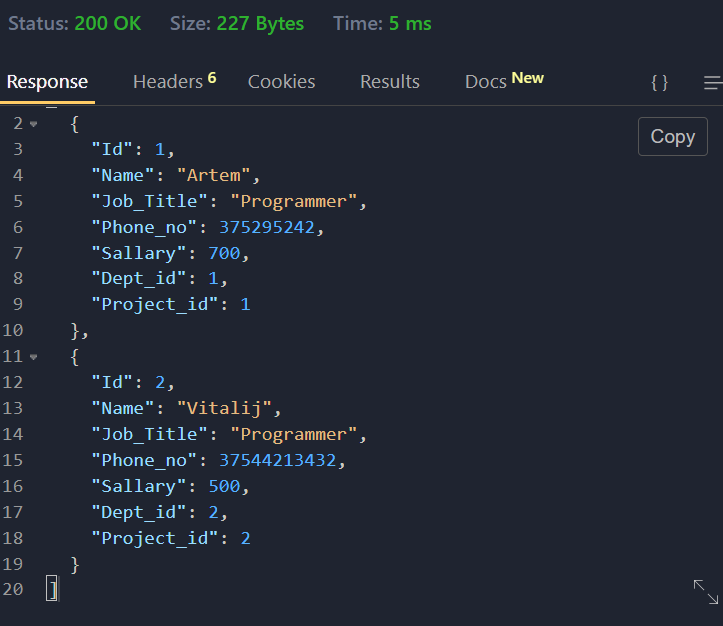 Status: 200 OK Size: 227 Bytes Time: 5 ms
Response Headers 6 Cookies Results Docs New { }
Copy
2 {
3 "Id": 1,
4 "Name": "Artem",
5 "Job_Title": "Programmer",
6 "Phone_no": 375295242,
7 "Sallary": 700,
8 "Dept_id": 1,
9 "Project_id": 1
10 },
11 {
12 "Id": 2,
13 "Name": "Vitalij",
14 "Job_Title": "Programmer",
15 "Phone_no": 37544213432,
16 "Sallary": 500,
17 "Dept_id": 2,
18 "Project_id": 2
19 }
20 ]